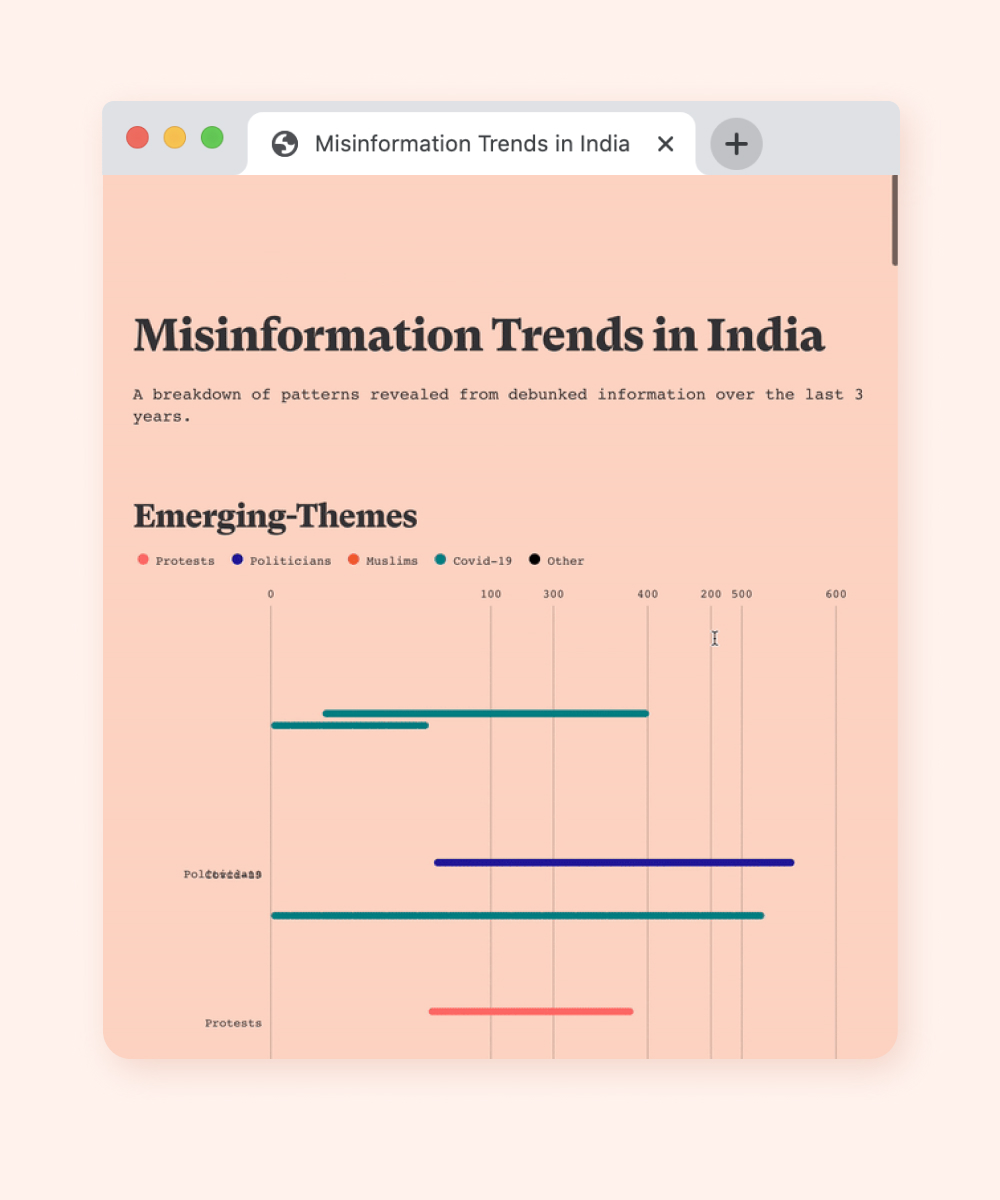 Misinformation Trends in India
Misinformation Trends in India
A breakdown of patterns revealed from debunked information over the last 3
years.
Emerging-Themes
Protests Politicians Muslims Covid-19 Other
0 100 300 400 200 500 600
Protests